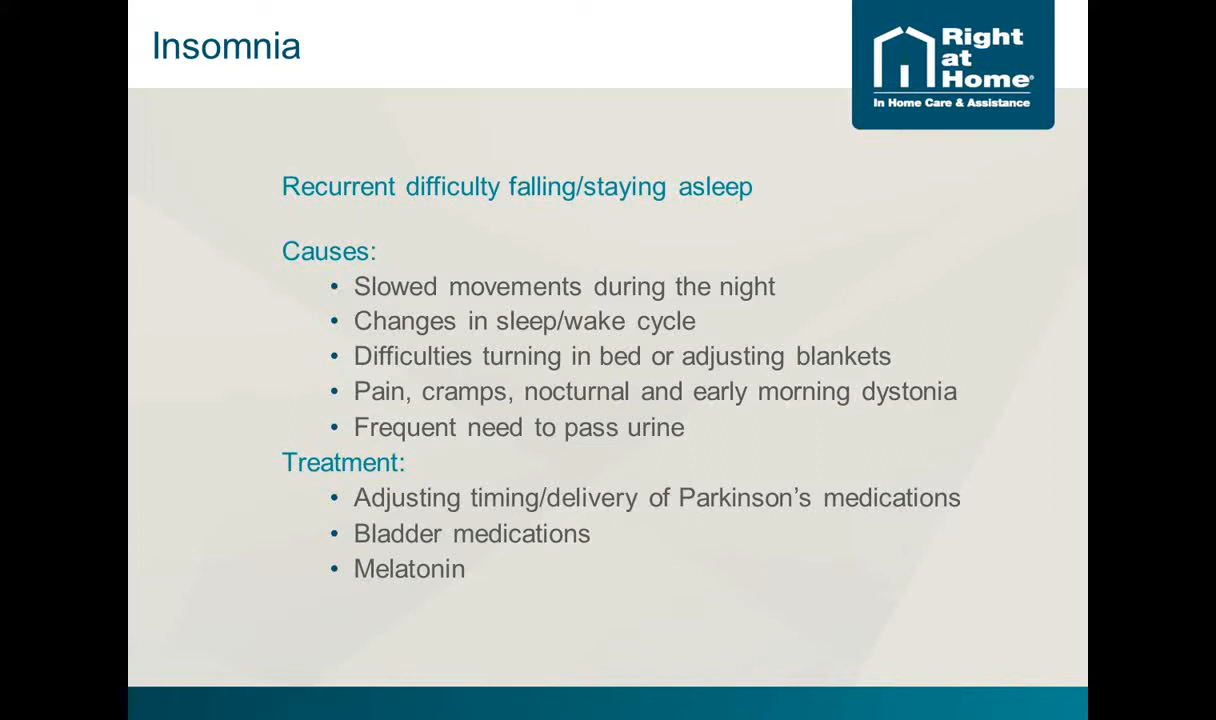 Insomnia
Right
at
Home®
In Home Care & Assistance
Recurrent difficulty falling/staying asleep
Causes:
• Slowed movements during the night
• Changes in sleep/wake cycle
• Difficulties turning in bed or adjusting blankets
• Pain, cramps, nocturnal and early morning dystonia
• Frequent need to pass urine
Treatment:
• Adjusting timing/delivery of Parkinson’s medications
• Bladder medications
• Melatonin